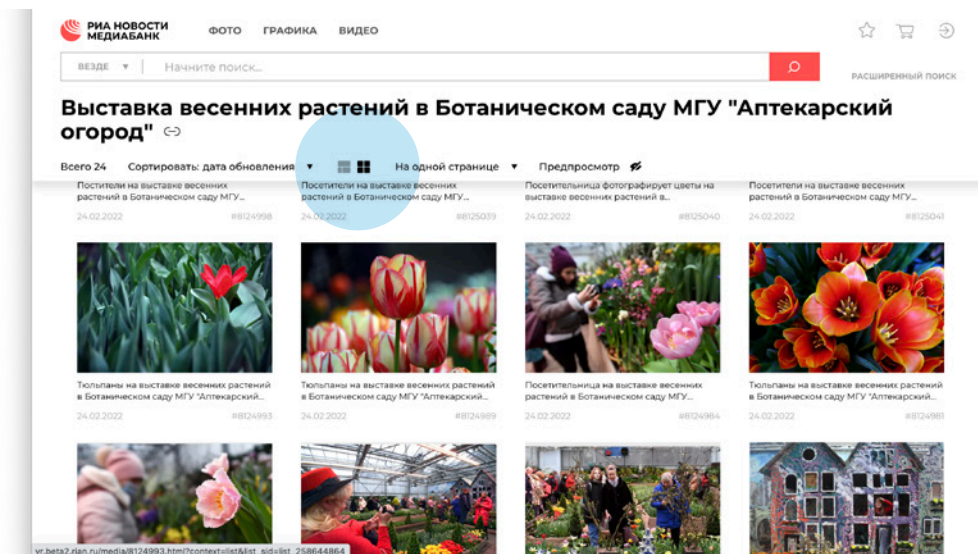 РИА НОВОСТИ
МЕДИАБАНК
ФОТО ГРАФИКА ВИДЕО
ВЕЗДЕ ▼ Начните поиск...
РАСШИРЕННЫЙ ПОИСК
Выставка весенних растений в Ботаническом саду МГУ "Аптекарский
огород"
Всего 24 Сортировать: дата обновления ▼ На одной странице ▼ Предпросмотр
Постители на выставке весенних
растений в Ботаническом саду МГУ...
24.02.2022 #8124998
Посетители на выставке весенних
растений в Ботаническом саду МГУ...
24.02.2022 #8125039
Посетительница фотографирует цветы на
выставке весенних растений в...
24.02.2022 #8125040
Посетители на выставке весенних
растений в Ботаническом саду МГУ...
24.02.2022 #8125041
Тюльпаны на выставке весенних растений
в Ботаническом саду МГУ "Аптекарский...
24.02.2022 #8124993
Тюльпаны на выставке весенних растений
в Ботаническом саду МГУ "Аптекарский...
24.02.2022 #8124989
Посетительница на выставке весенних
растений в Ботаническом саду МГУ...
24.02.2022 #8124984
Тюльпаны на выставке весенних растений
в Ботаническом саду МГУ "Аптекарский...
24.02.2022 #8124981
vr.beta2.rian.ru/media/8124993.html?context=list&list_sid=list_258644864